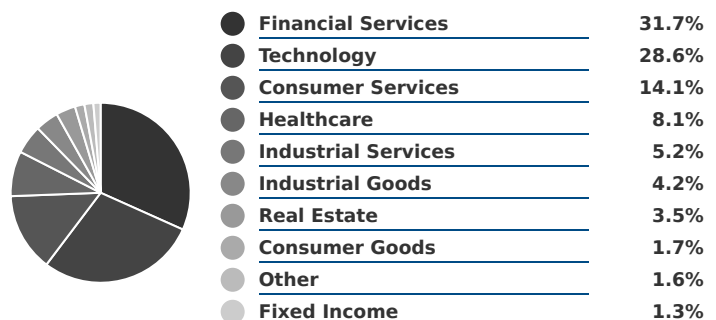 Financial Services 31.7%
Technology 28.6%
Consumer Services 14.1%
Healthcare 8.1%
Industrial Services 5.2%
Industrial Goods 4.2%
Real Estate 3.5%
Consumer Goods 1.7%
Other 1.6%
Fixed Income 1.3%